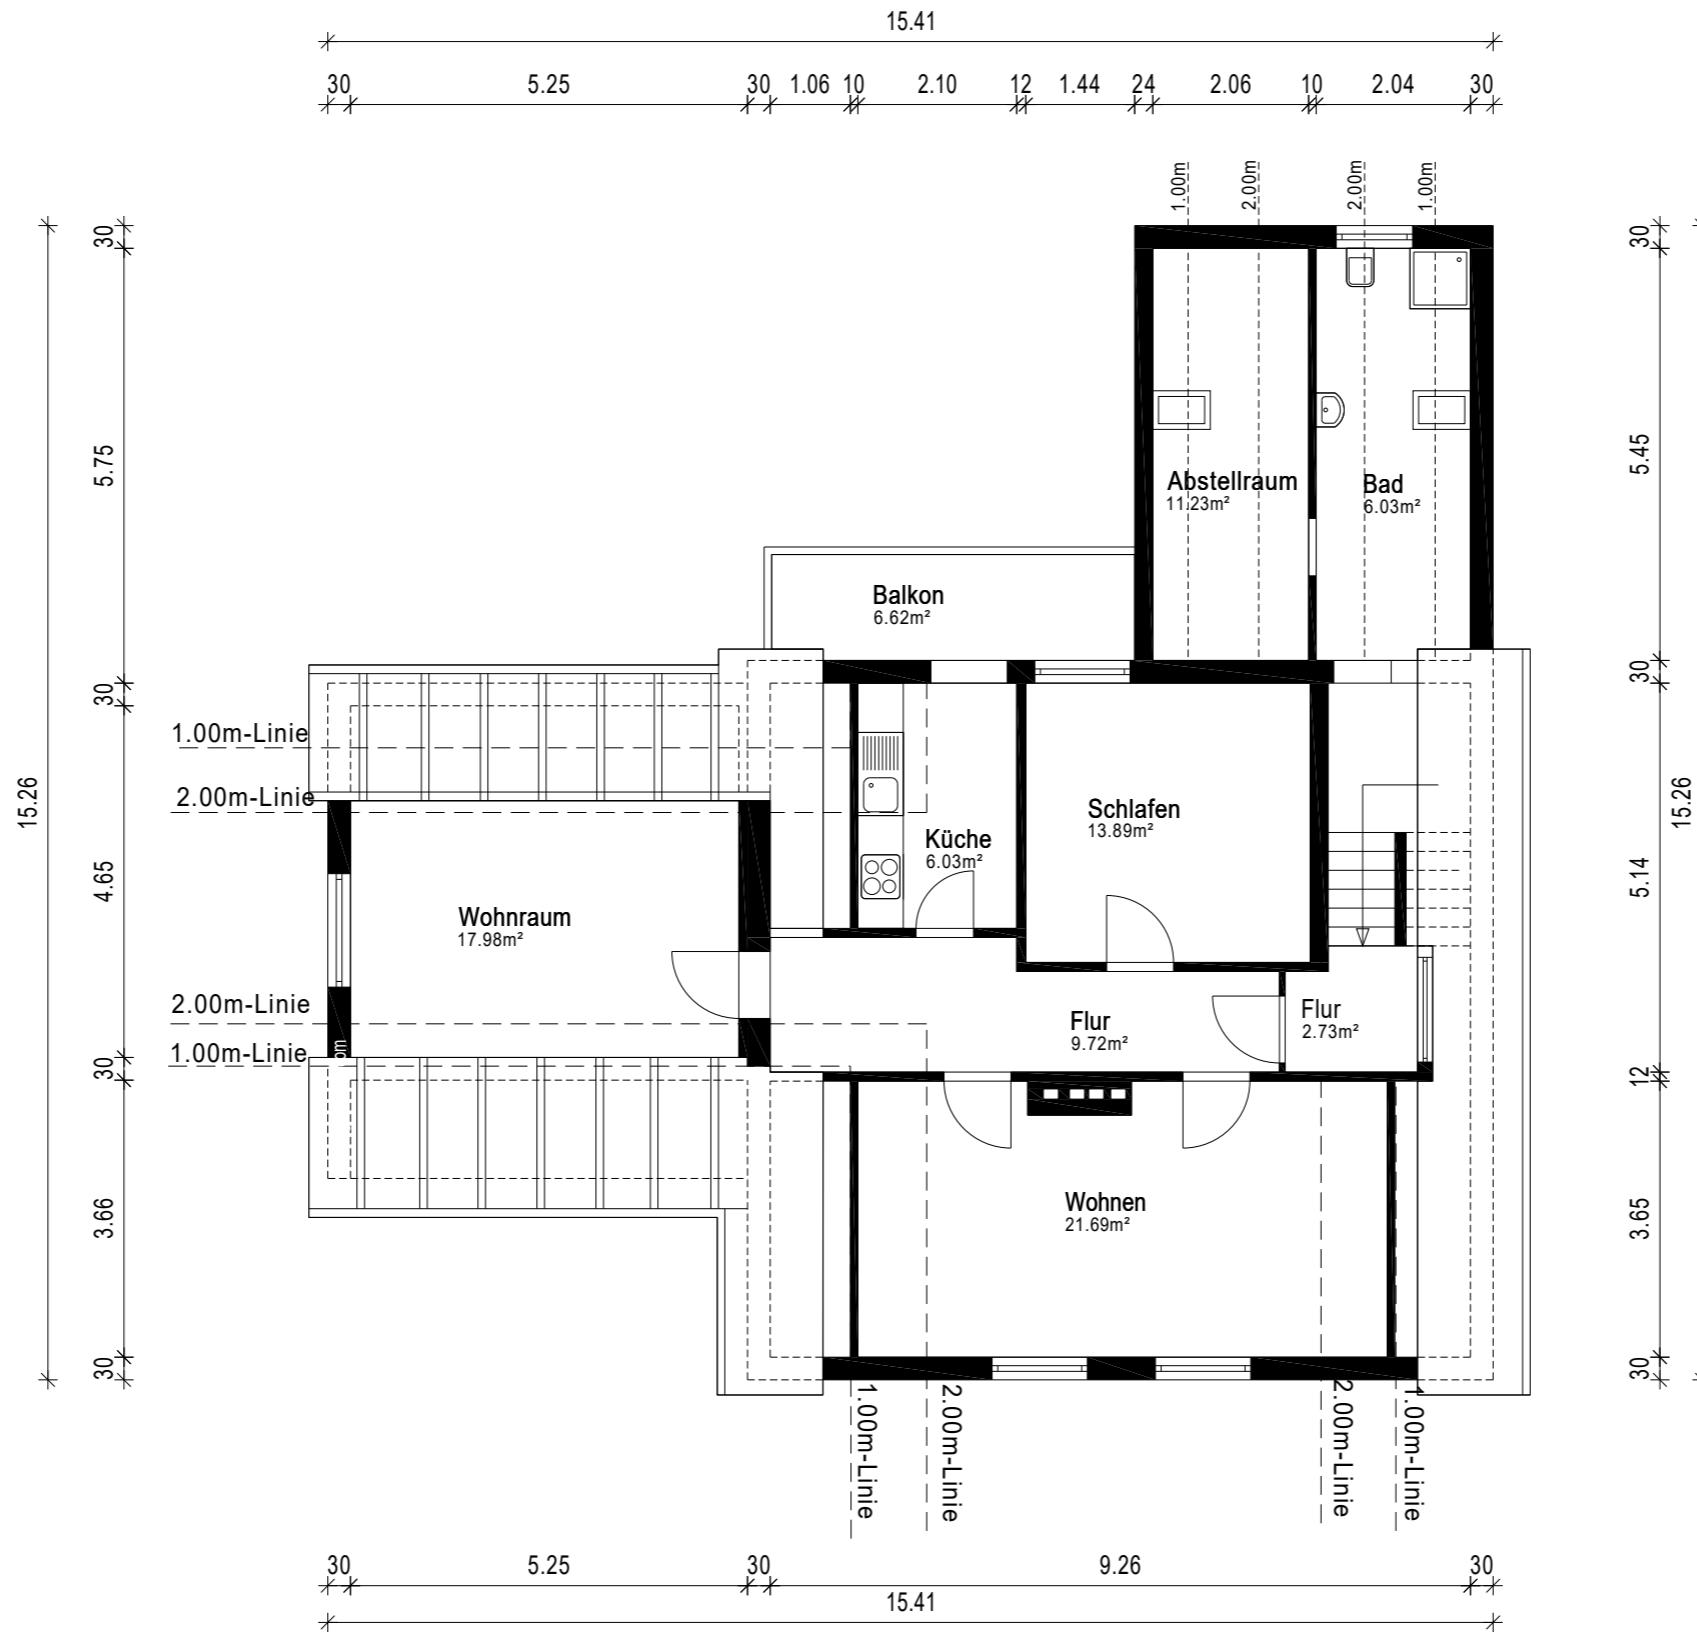 15.41
30 5.25 30 1.06 10 2.10 12 1.44 24 2.06 10 2.04 30
1.00m
2.00m
2.00m
1.00m
30
5.75
30
4.65
30
3.66
30
15.26
30
5.45
30
5.14
12
3.65
30
15.26
Abstellraum
11.23m²
Bad
6.03m²
Balkon
6.62m²
1.00m-Linie
2.00m-Linie
Schlafen
13.89m²
Küche
6.03m²
Wohnraum
17.98m²
2.00m-Linie
1.00m-Linie
Flur
9.72m²
Flur
2.73m²
Wohnen
21.69m²
1.00m-Linie
2.00m-Linie
2.00m-Linie
1.00m-Linie
30 5.25 30 9.26 30
15.41